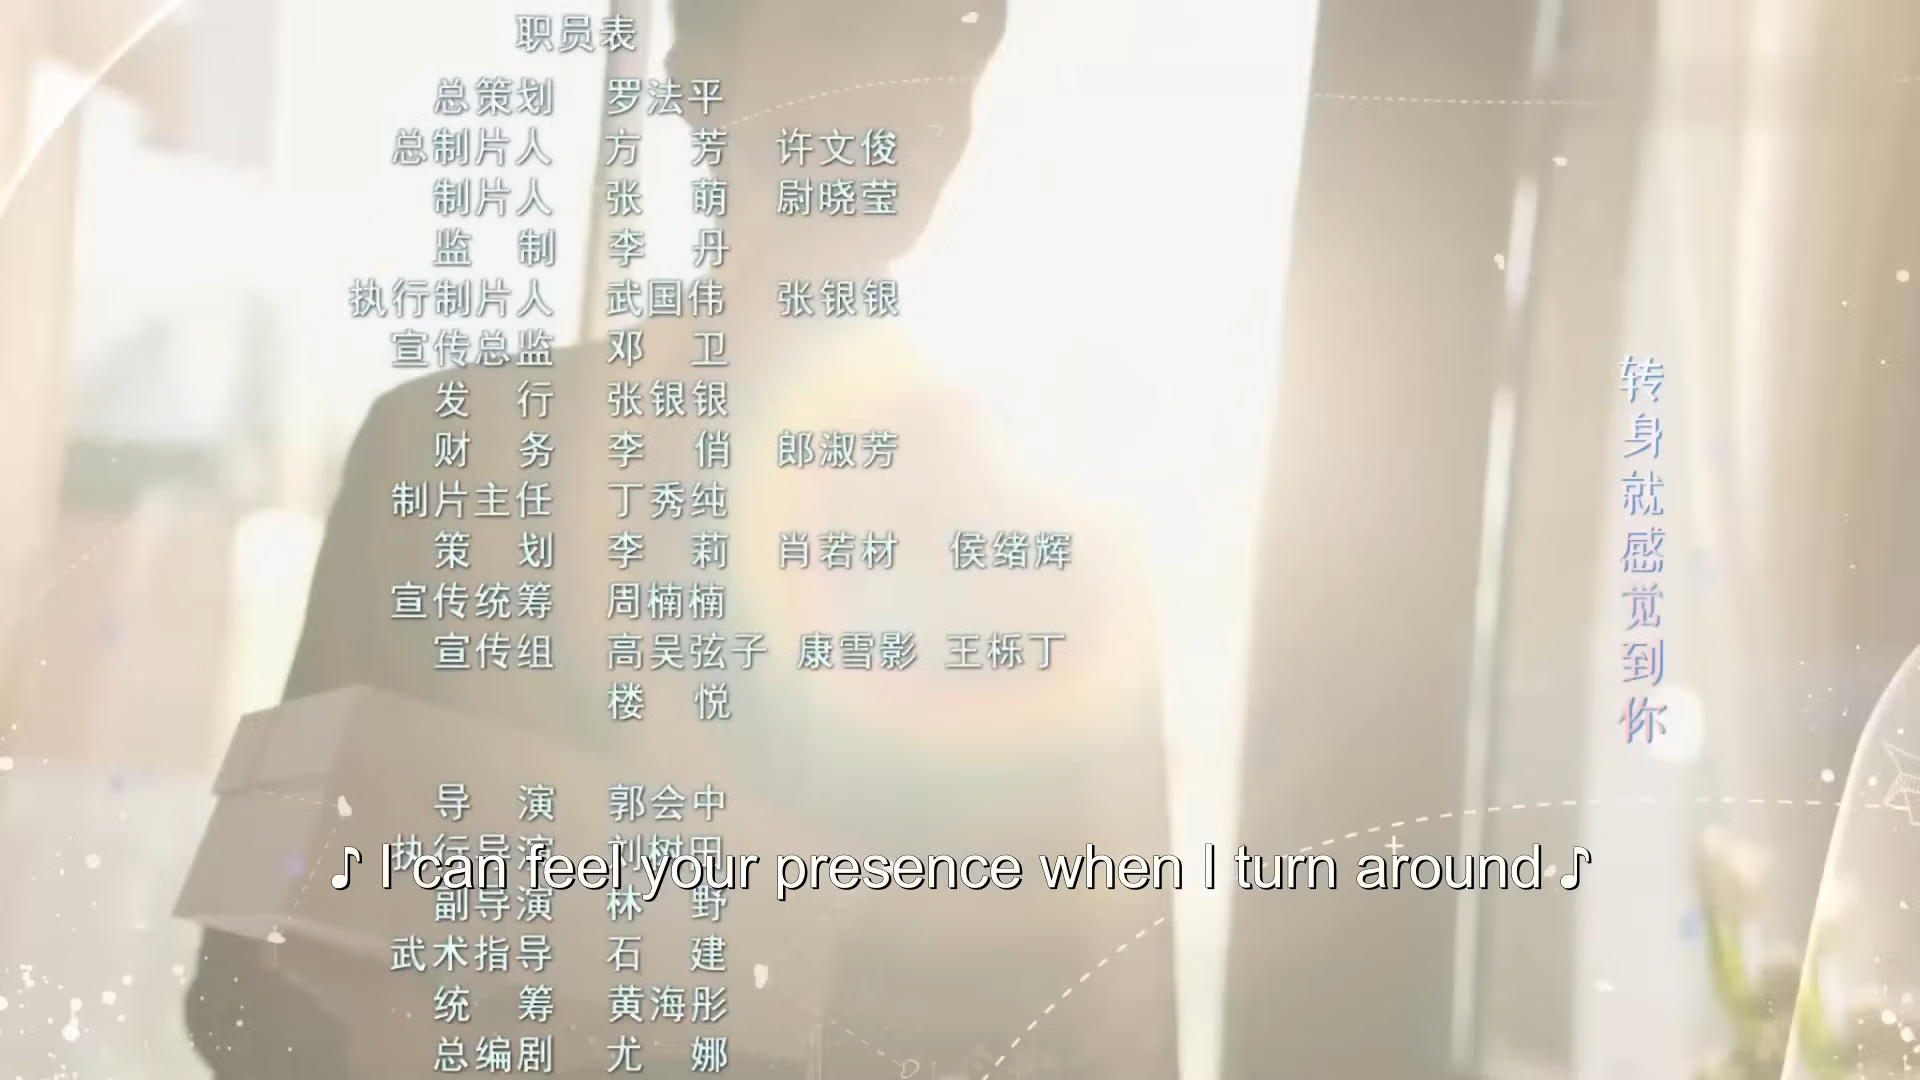 职员表
总策划 罗法平
总制片人 方 芳 许文俊
制片人 张 萌 尉晓莹
监 制 李 丹
执行制片人 武国伟 张银银
宣传总监 邓 卫
发 行 张银银
财 务 李 俏 郎淑芳
制片主任 丁秀纯
策 划 李 莉 肖若材 侯绪辉
宣传统筹 周楠楠
宣传组 高吴弦子 康雪影 王栎丁
楼 悦
导 演 郭会中
执行导演 刘树田
♪ I can feel your presence when I turn around ♪
副导演 林 野
武术指导 石 建
统 筹 黄海彤
总编剧 尤 娜
转身就感觉到你